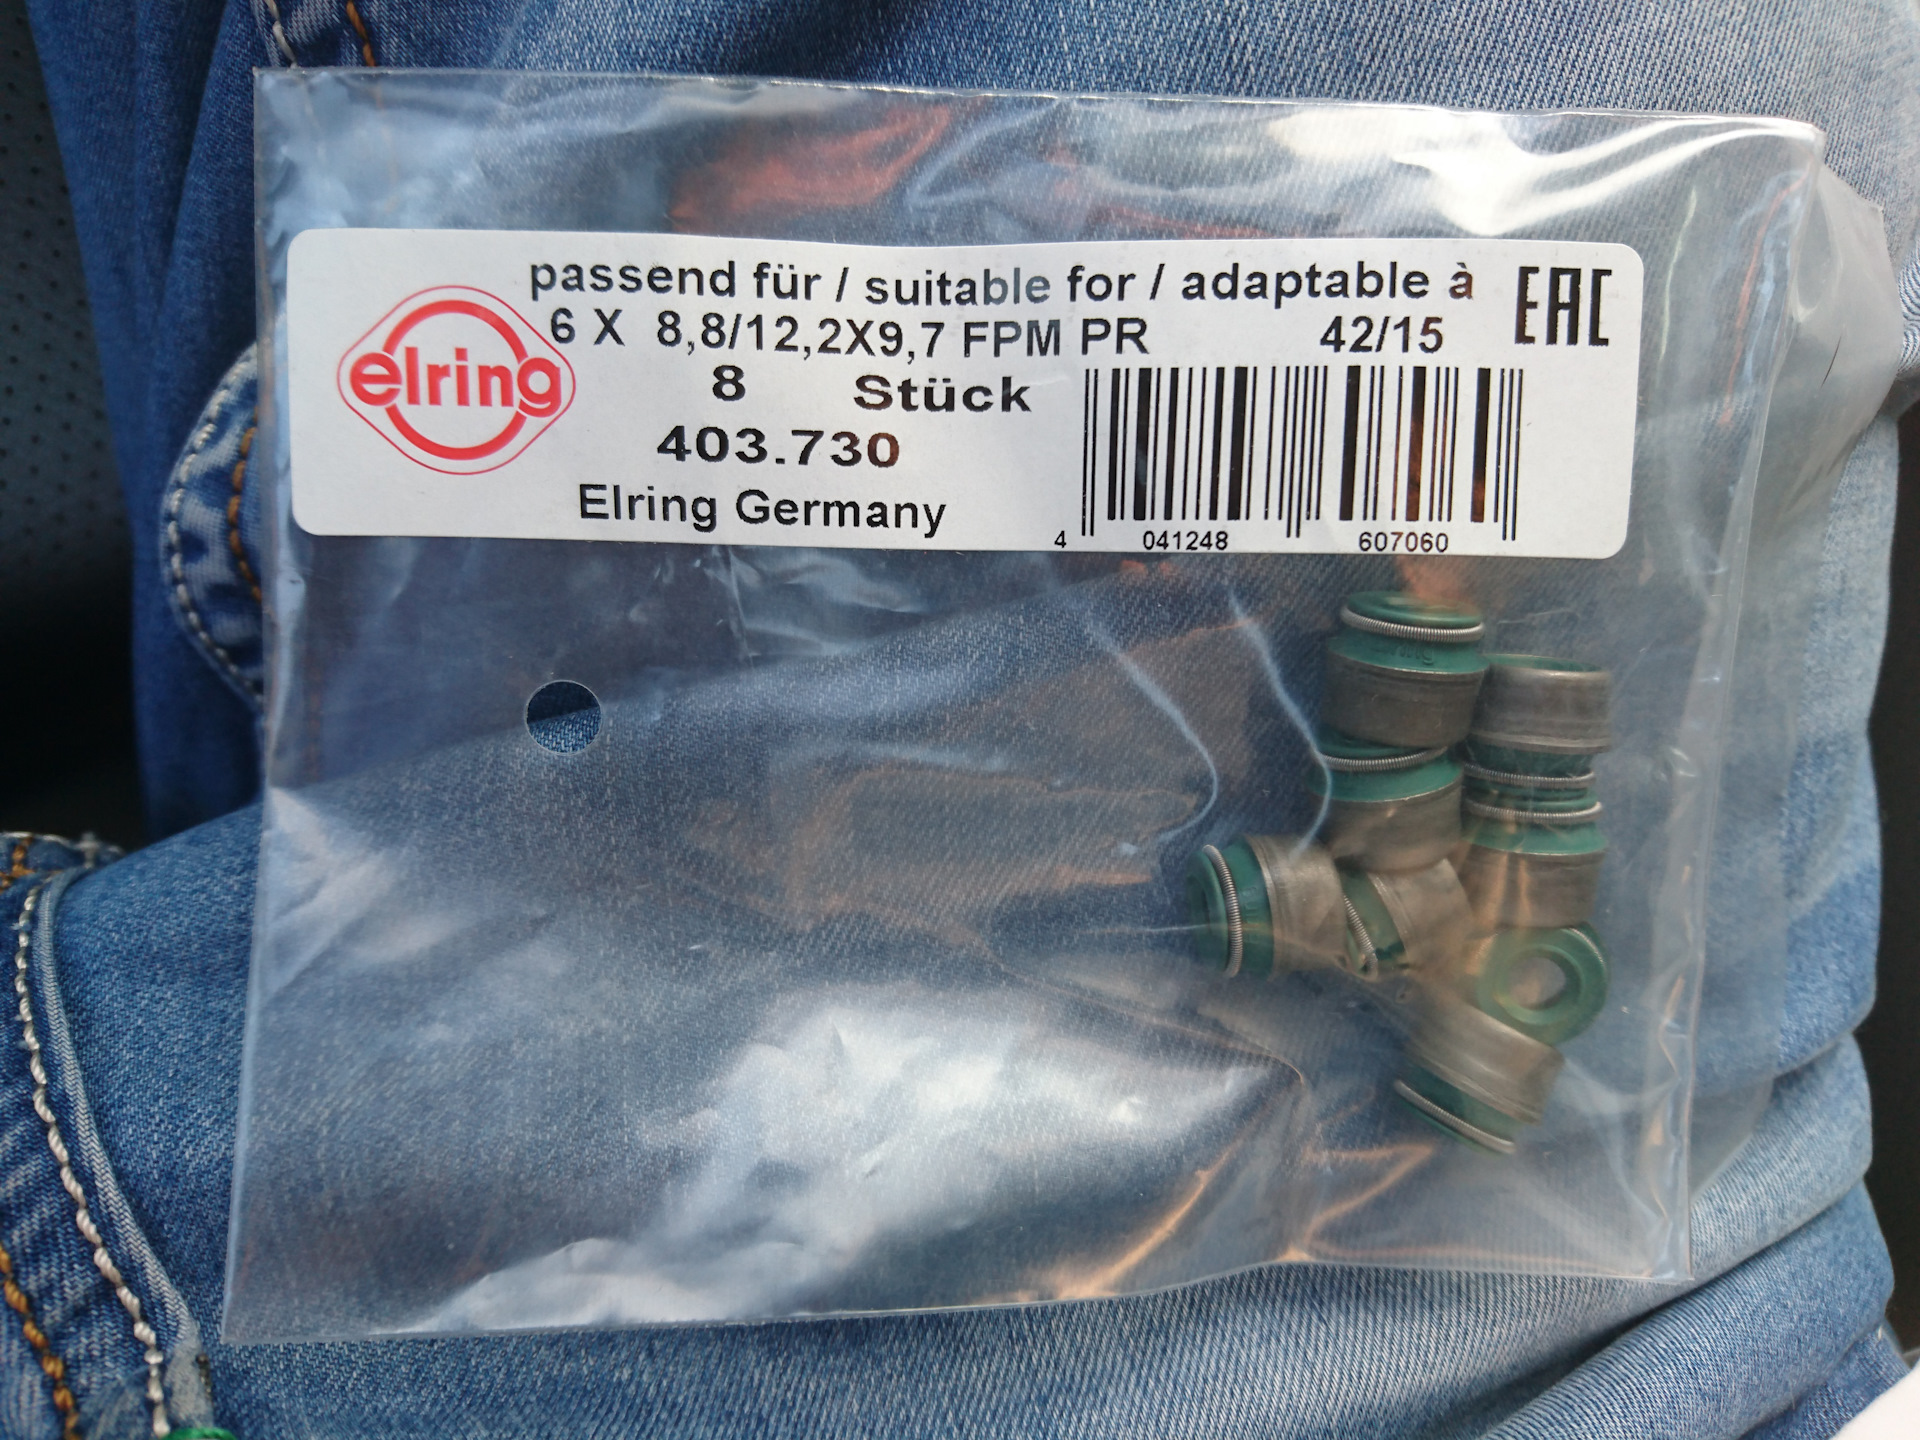 passend für / suitable for / adaptable à
EAC
elring
6 X 8,8/12,2X9,7 FPM PR 42/15
8 Stück
403.730
Elring Germany
4 041248 607060